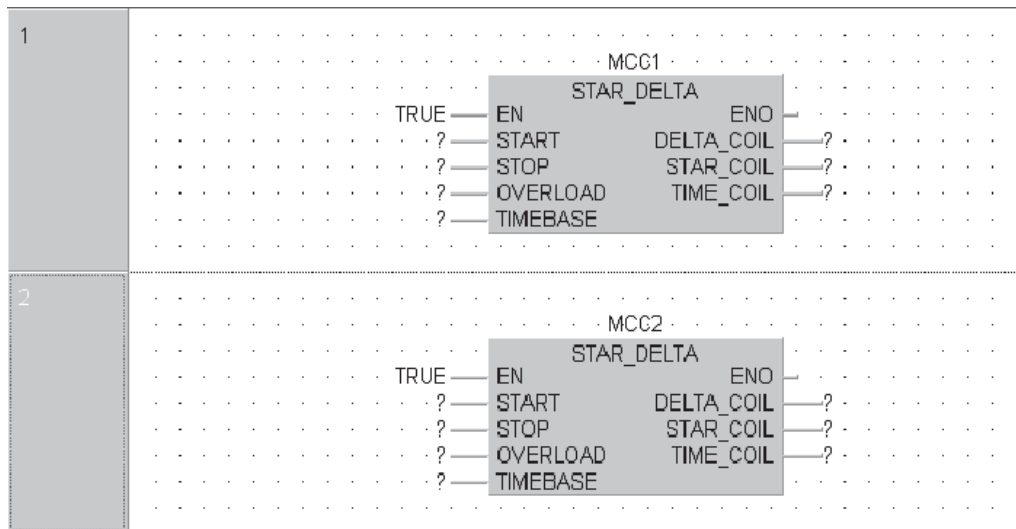 1
MCC1
STAR_DELTA
TRUE EN ENO
? START DELTA_COIL ?
? STOP STAR_COIL ?
? OVERLOAD TIME_COIL ?
? TIMEBASE
2
MCC2
STAR_DELTA
TRUE EN ENO
? START DELTA_COIL ?
? STOP STAR_COIL ?
? OVERLOAD TIME_COIL ?
? TIMEBASE